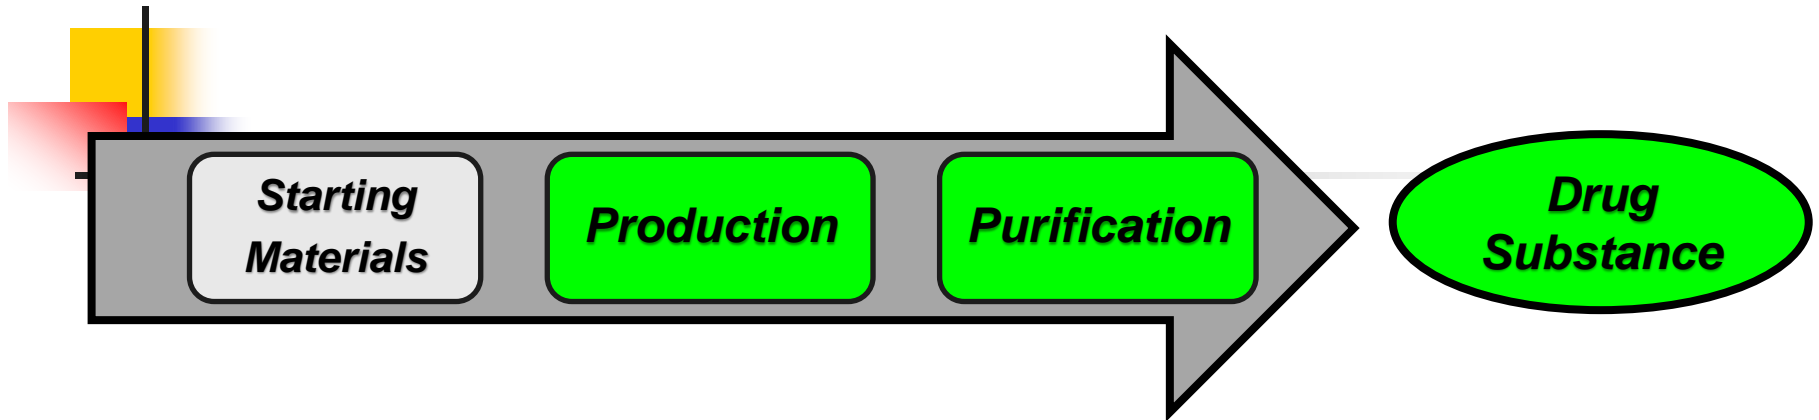 Starting
Materials
Production
Purification
Drug
Substance